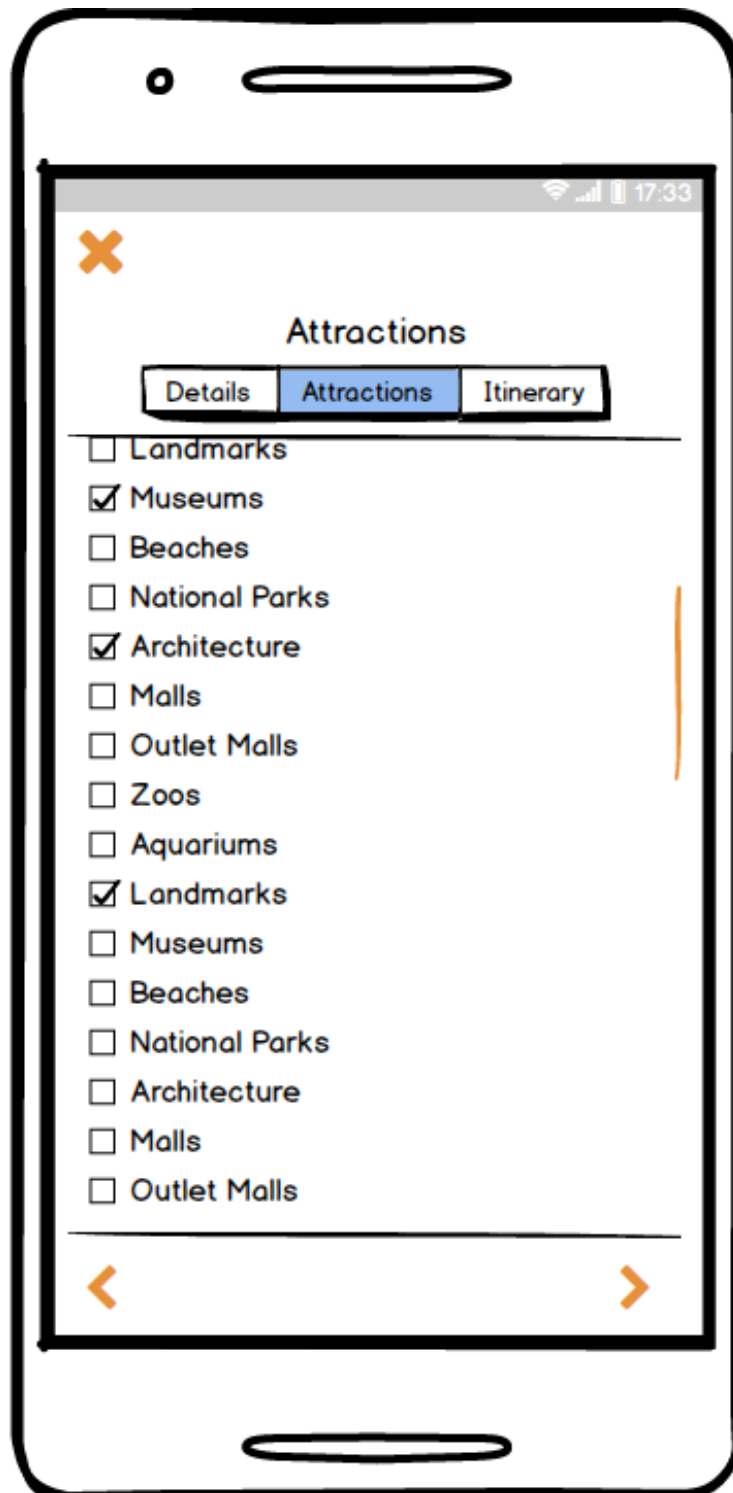 17:33
Attractions
Details Attractions Itinerary
Landmarks
Museums
Beaches
National Parks
Architecture
Malls
Outlet Malls
Zoos
Aquariums
Landmarks
Museums
Beaches
National Parks
Architecture
Malls
Outlet Malls